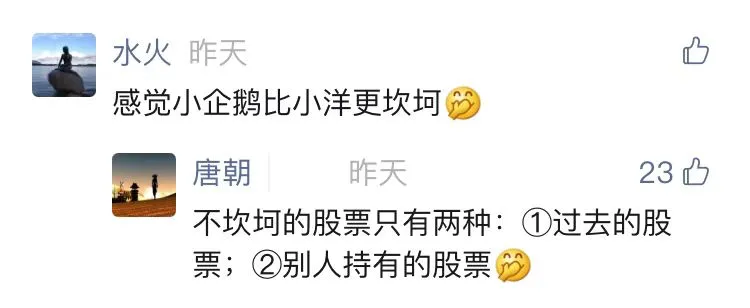 水火 昨天
感觉小企鹅比小洋更坎坷🤭
唐朝 昨天 23
不坎坷的股票只有两种：①过去的股
票；②别人持有的股票🤭